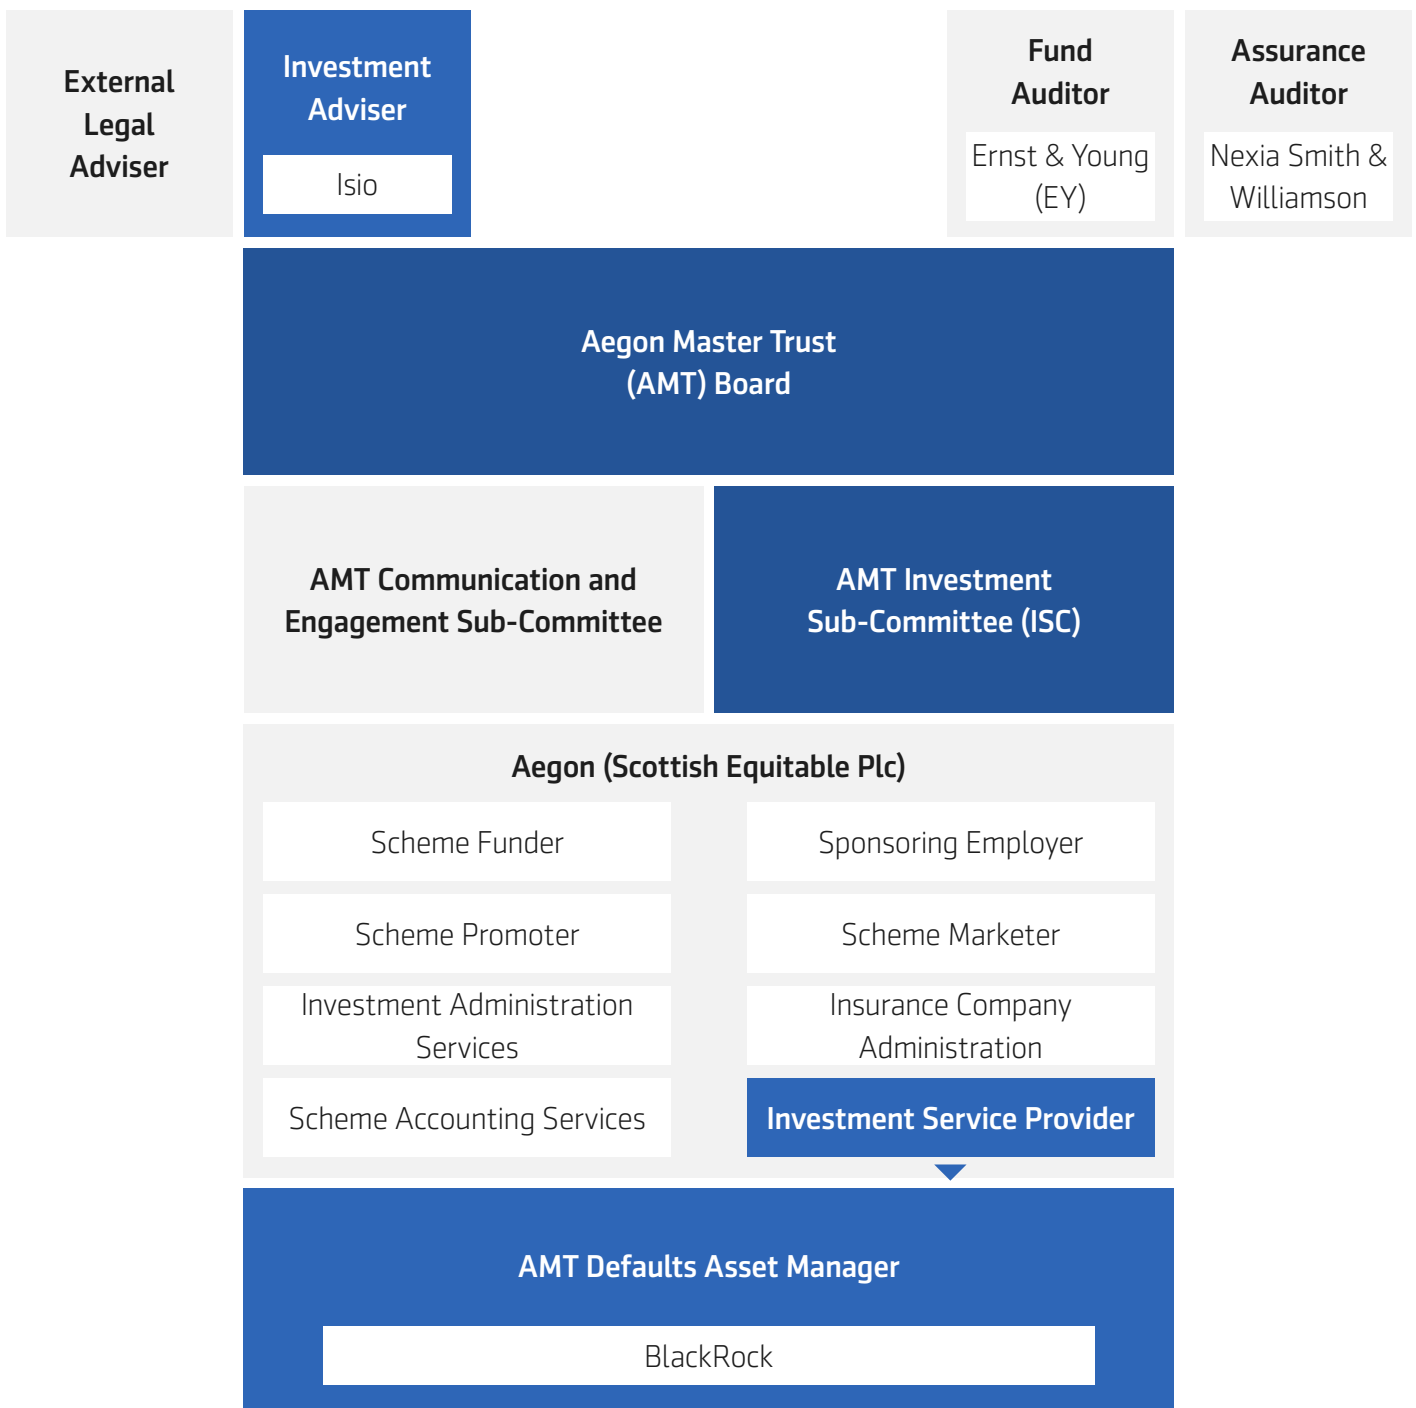 External
Legal
Adviser
Investment
Adviser
Isio
Fund
Auditor
Ernst & Young
(EY)
Assurance
Auditor
Nexia Smith &
Williamson
Aegon Master Trust
(AMT) Board
AMT Communication and
Engagement Sub-Committee
AMT Investment
Sub-Committee (ISC)
Aegon (Scottish Equitable Plc)
Scheme Funder
Sponsoring Employer
Scheme Promoter
Scheme Marketer
Investment Administration
Services
Insurance Company
Administration
Scheme Accounting Services
Investment Service Provider
AMT Defaults Asset Manager
BlackRock